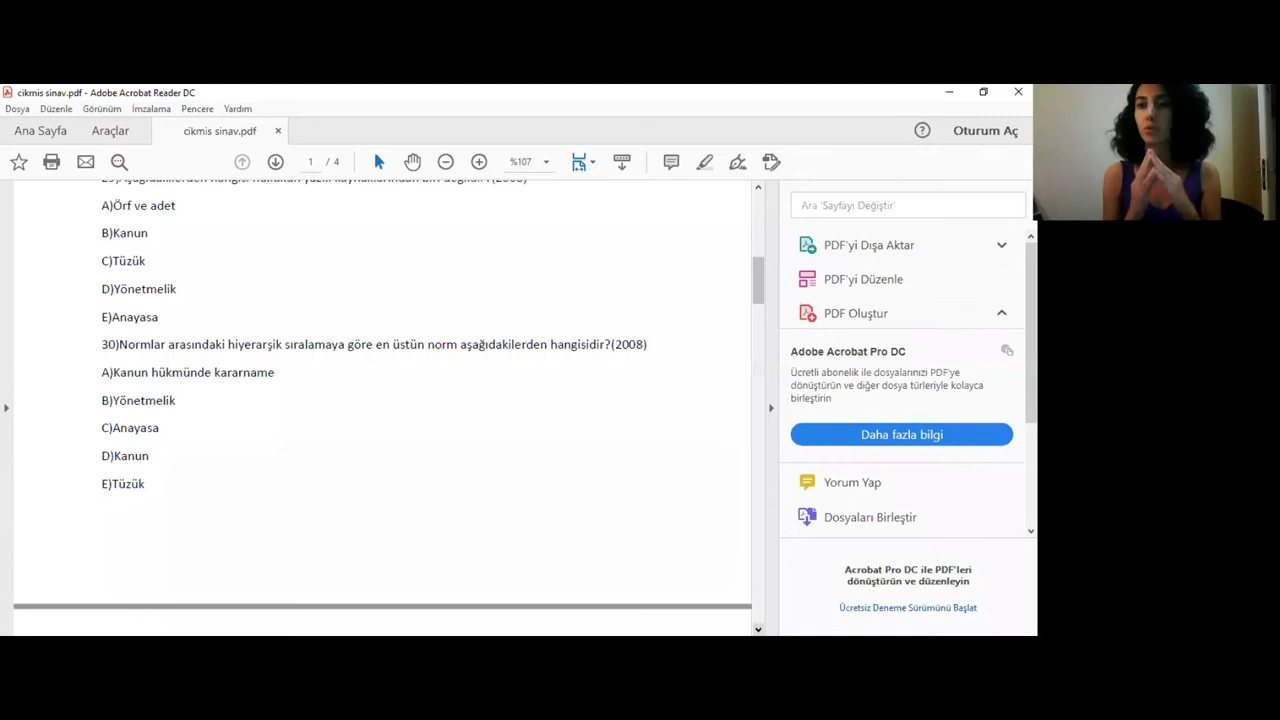 cikmis sinav.pdf - Adobe Acrobat Reader DC
Dosya Düzenle Görünüm İmzalama Pencere Yardım
Ana Sayfa Araçlar cikmis sinav.pdf × Oturum Aç
1 / 4 %107
A)Örf ve adet
B)Kanun
C)Tüzük
D)Yönetmelik
E)Anayasa
30)Normlar arasındaki hiyerarşik sıralamaya göre en üstün norm aşağıdakilerden hangisidir?(2008)
A)Kanun hükmünde kararname
B)Yönetmelik
C)Anayasa
D)Kanun
E)Tüzük
Ara 'Sayfayı Değiştir'
PDF'yi Dışa Aktar
PDF'yi Düzenle
PDF Oluştur
Adobe Acrobat Pro DC
Ücretli abonelik ile dosyalarınızı PDF'ye
dönüştürün ve diğer dosya türleriyle kolayca
birleştirin
Daha fazla bilgi
Yorum Yap
Dosyaları Birleştir
Acrobat Pro DC ile PDF'leri
dönüştürün ve düzenleyin
Ücretsiz Deneme Sürümünü Başlat